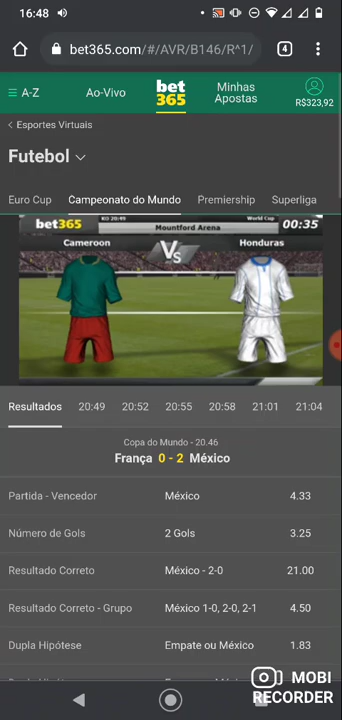 16:48
bet365.com/#/AVR/B146/R^1/
4
A-Z
Ao-Vivo
bet365
Minhas Apostas
R$323,92
< Esportes Virtuais
Futebol
Euro Cup Campeonato do Mundo Premiership Superliga
bet365
KO 20:49
World Cup
Mountford Arena
00:35
Cameroon
Vs
Honduras
Resultados 20:49 20:52 20:55 20:58 21:01 21:04
Copa do Mundo - 20.46
França 0 - 2 México
Partida - Vencedor México 4.33
Número de Gols 2 Gols 3.25
Resultado Correto México - 2-0 21.00
Resultado Correto - Grupo México 1-0, 2-0, 2-1 4.50
Dupla Hipótese Empate ou México 1.83
MOBI
RECORDER